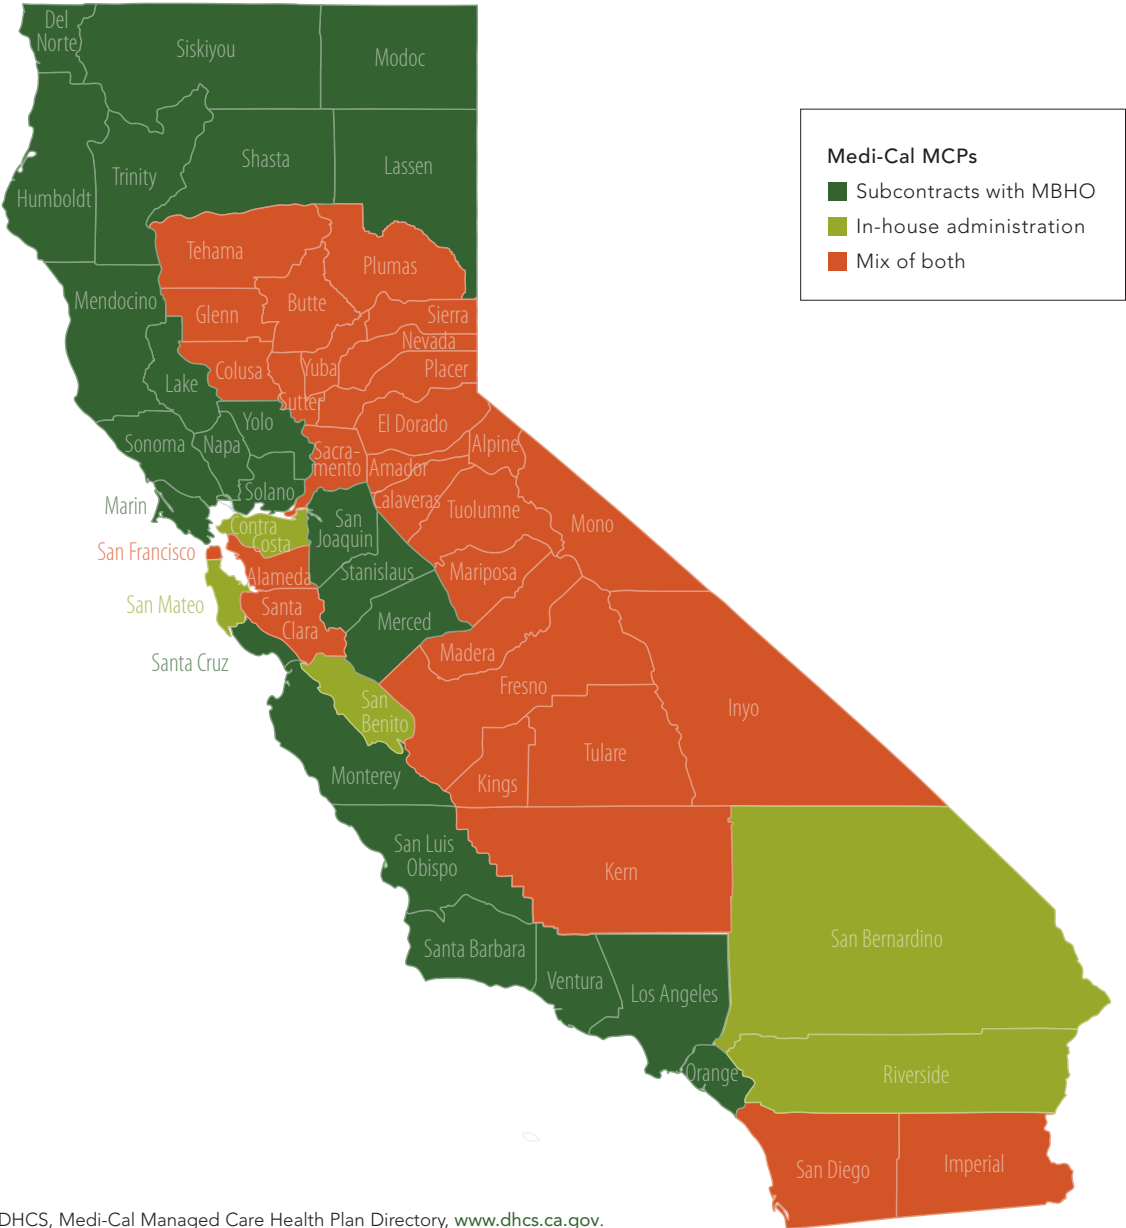 Del
Norte
Siskiyou
Modoc
Humboldt
Trinity
Shasta
Lassen
Medi-Cal MCPs
Subcontracts with MBHO
In-house administration
Mix of both
Tehama
Plumas
Mendocino
Glenn
Butte
Sierra
Nevada
Colusa
Yuba
Placer
Lake
Sutter
El Dorado
Yolo
Sonoma
Napa
Sacra-
mento
Alpine
Amador
Solano
Calaveras
Marin
Tuolumne
Mono
San
Joaquin
Contra
Costa
San Francisco
Alameda
Stanislaus
Mariposa
San Mateo
Santa
Clara
Merced
Santa Cruz
Madera
Fresno
San
Benito
Inyo
Tulare
Monterey
Kings
San Luis
Obispo
Kern
Santa Barbara
San Bernardino
Ventura
Los Angeles
Orange
Riverside
San Diego
Imperial
DHCS, Medi-Cal Managed Care Health Plan Directory, www.dhcs.ca.gov.